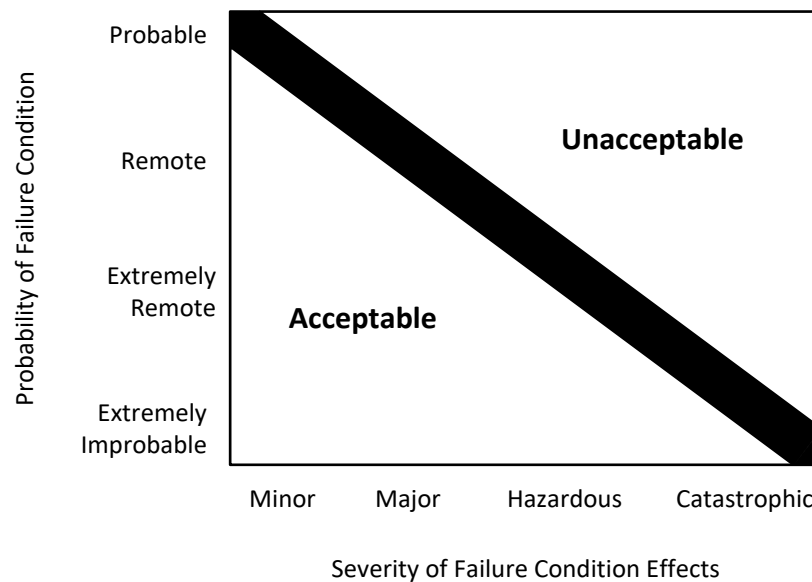 Probability of Failure Condition
Probable
Remote
Extremely
Remote
Extremely
Improbable
Unacceptable
Acceptable
Minor
Major
Hazardous
Catastrophic
Severity of Failure Condition Effects